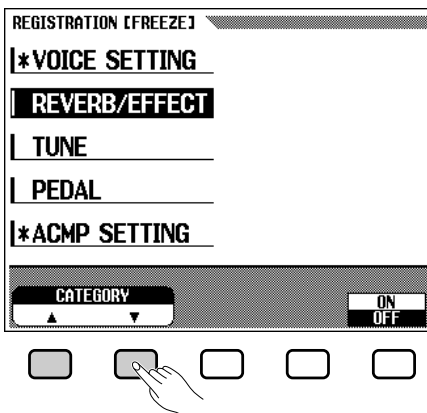 REGISTRATION [FREEZE]
*VOICE SETTING
REVERB/EFFECT
TUNE
PEDAL
*ACMP SETTING
CATEGORY
▲ ▼
ON
OFF